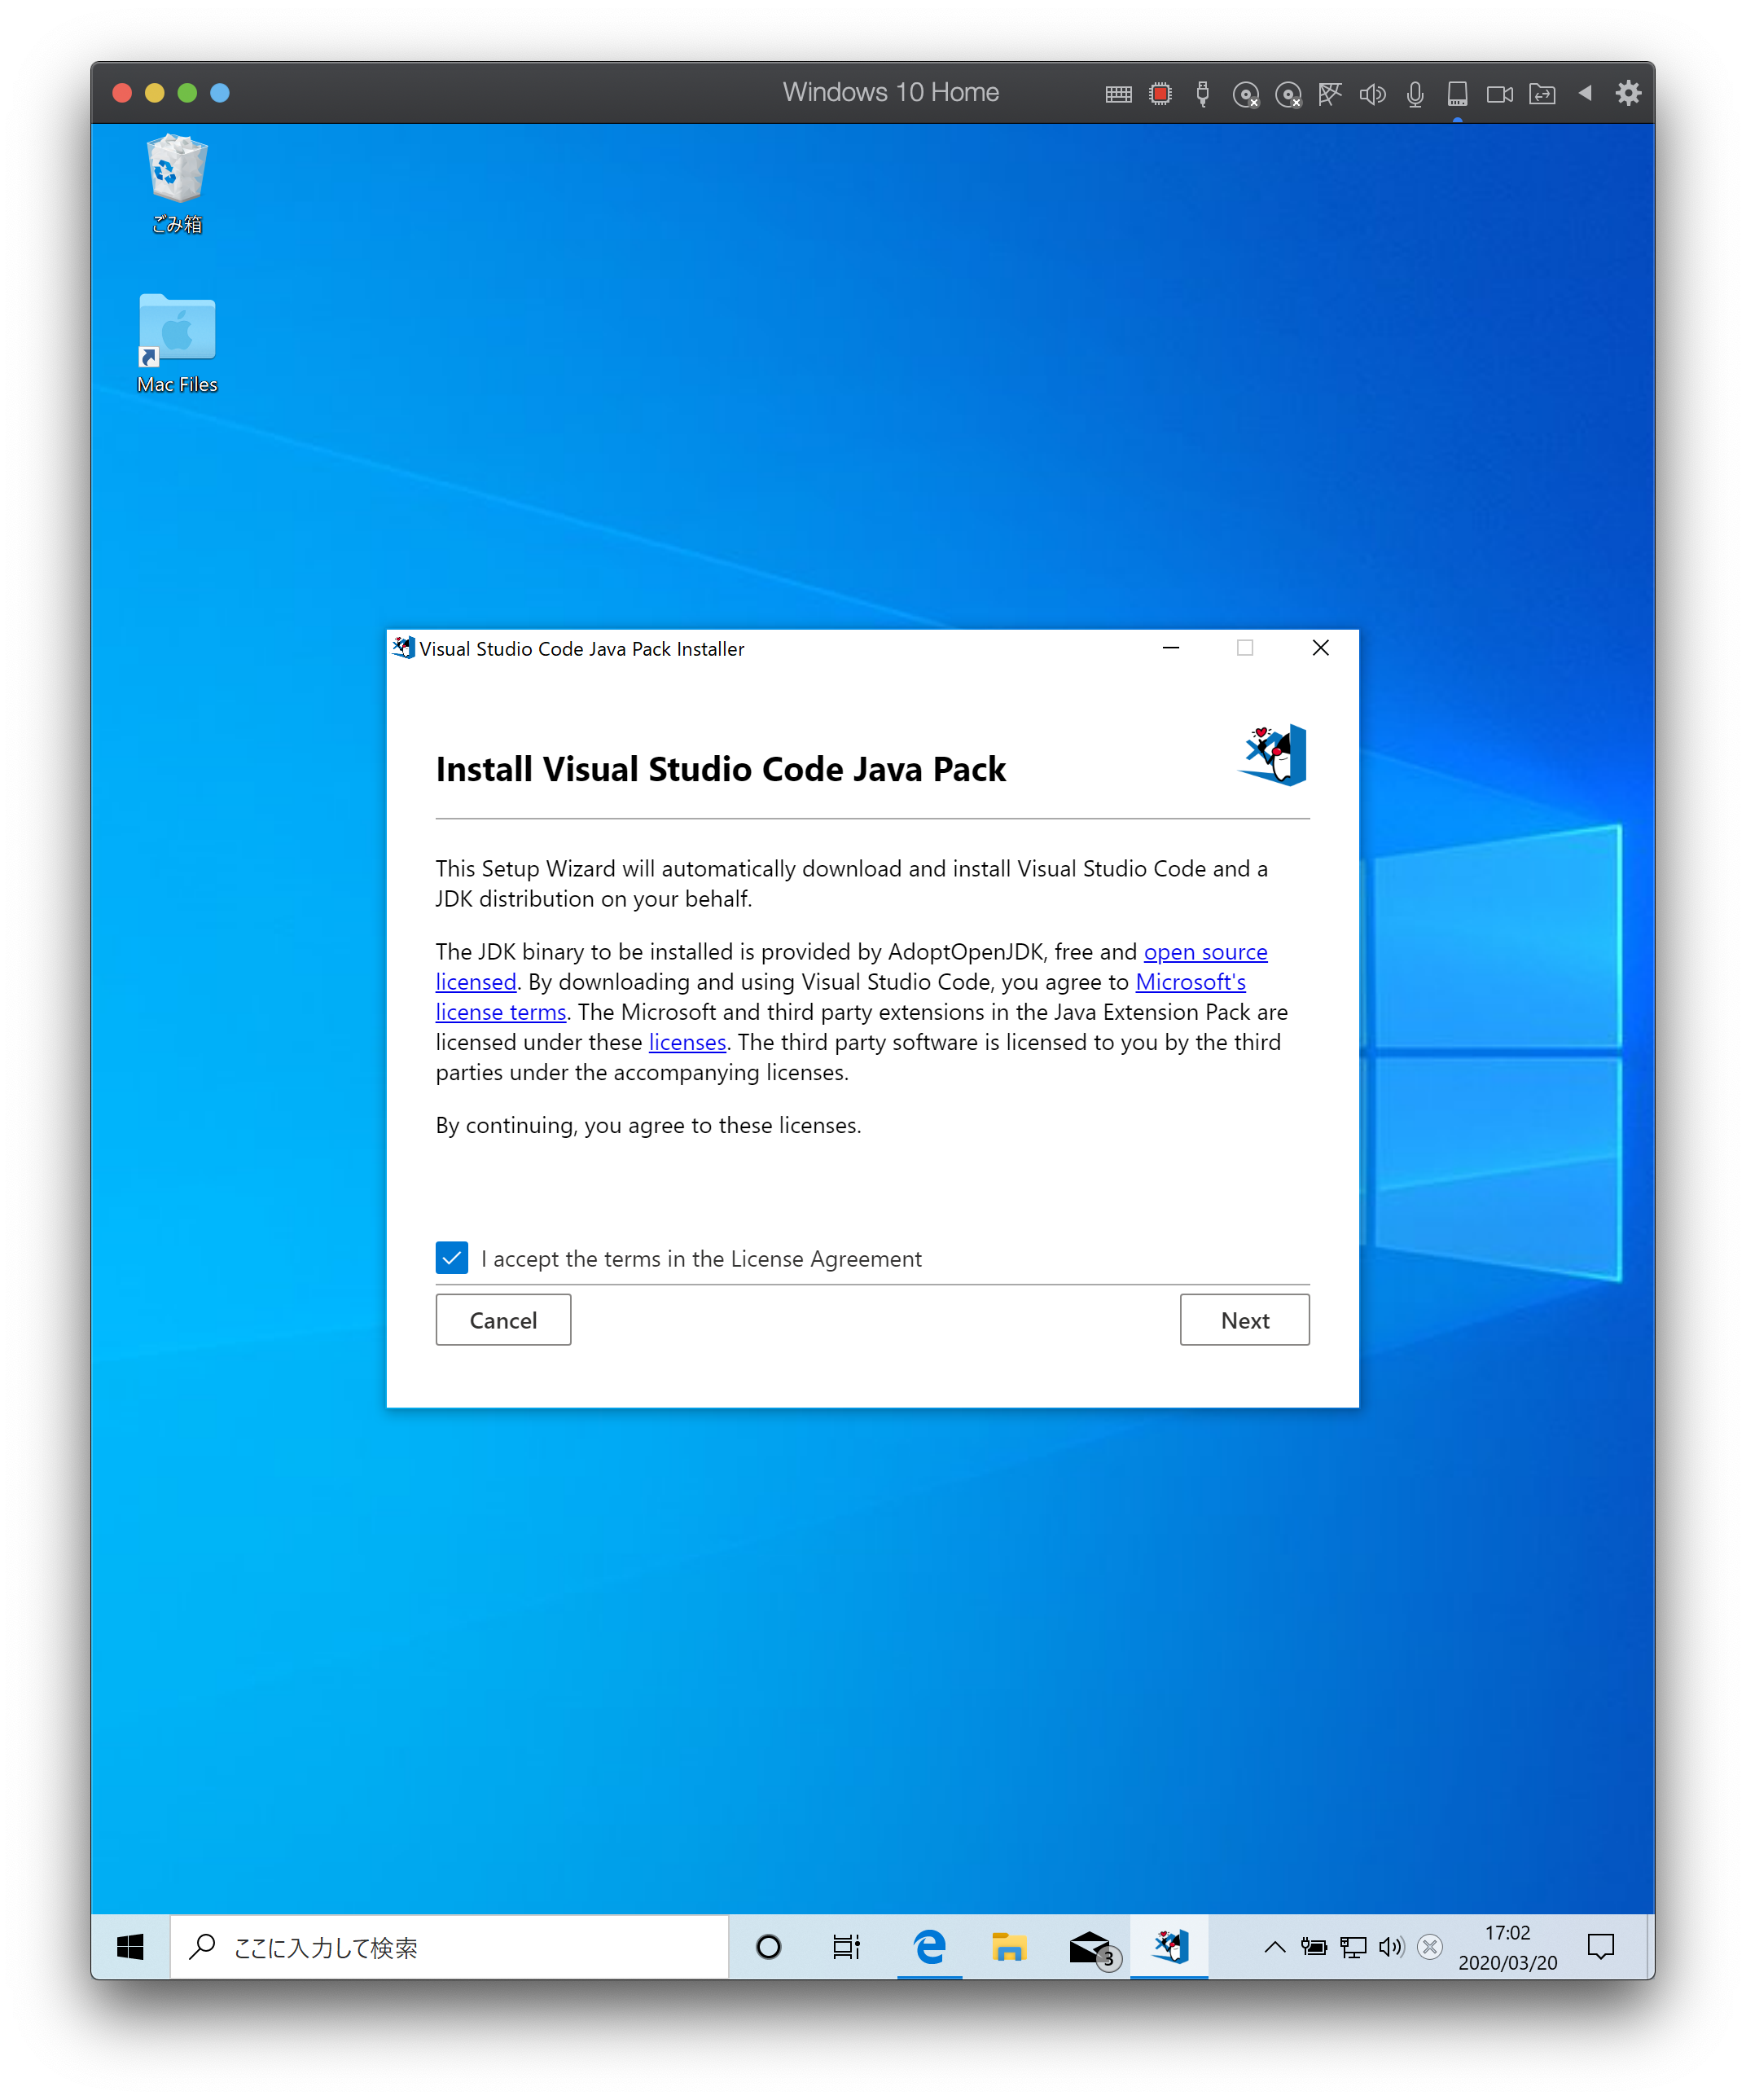 Windows 10 Home
ごみ箱
Mac Files
Visual Studio Code Java Pack Installer
Install Visual Studio Code Java Pack
This Setup Wizard will automatically download and install Visual Studio Code and a
JDK distribution on your behalf.
The JDK binary to be installed is provided by AdoptOpenJDK, free and open source
licensed. By downloading and using Visual Studio Code, you agree to Microsoft's
license terms. The Microsoft and third party extensions in the Java Extension Pack are
licensed under these licenses. The third party software is licensed to you by the third
parties under the accompanying licenses.
By continuing, you agree to these licenses.
I accept the terms in the License Agreement
Cancel
Next
ここに入力して検索
3
17:02
2020/03/20